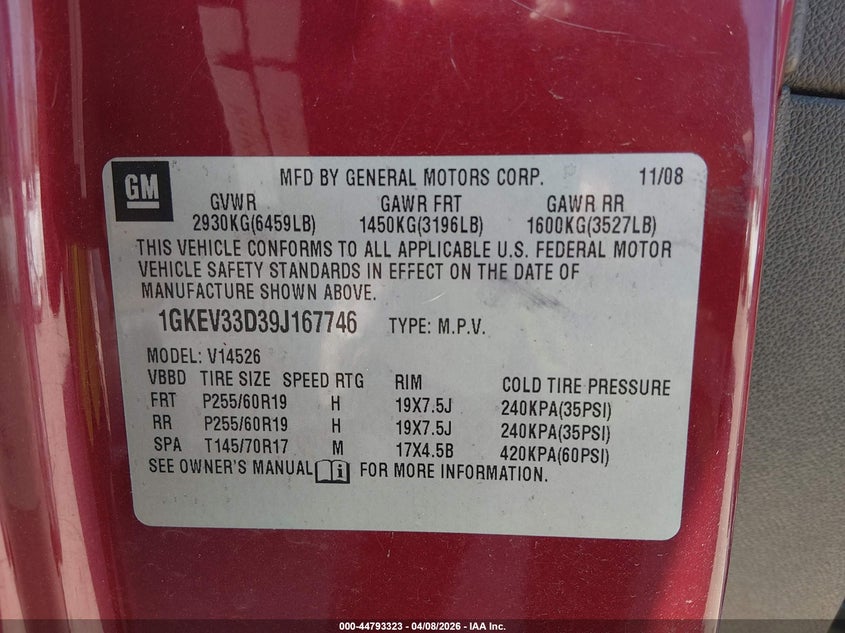 GM
MFD BY GENERAL MOTORS CORP. 11/08
GVWR GAWR FRT GAWR RR
2930KG(6459LB) 1450KG(3196LB) 1600KG(3527LB)
THIS VEHICLE CONFORMS TO ALL APPLICABLE U.S. FEDERAL MOTOR
VEHICLE SAFETY STANDARDS IN EFFECT ON THE DATE OF
MANUFACTURE SHOWN ABOVE.
1GKEV33D39J167746 TYPE: M.P.V.
MODEL: V14526
VBBD TIRE SIZE SPEED RTG RIM COLD TIRE PRESSURE
FRT P255/60R19 H 19X7.5J 240KPA(35PSI)
RR P255/60R19 H 19X7.5J 240KPA(35PSI)
SPA T145/70R17 M 17X4.5B 420KPA(60PSI)
SEE OWNER'S MANUAL i FOR MORE INFORMATION.
000-44793323 - 04/08/2026 - IAA Inc.